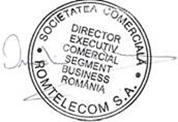 SOCIETATEA COMERCIALĂ
DIRECTOR
EXECUTIV
COMERCIAL
SEGMENT
BUSINESS
ROMÂNIA
ROMTELECOM S.A.